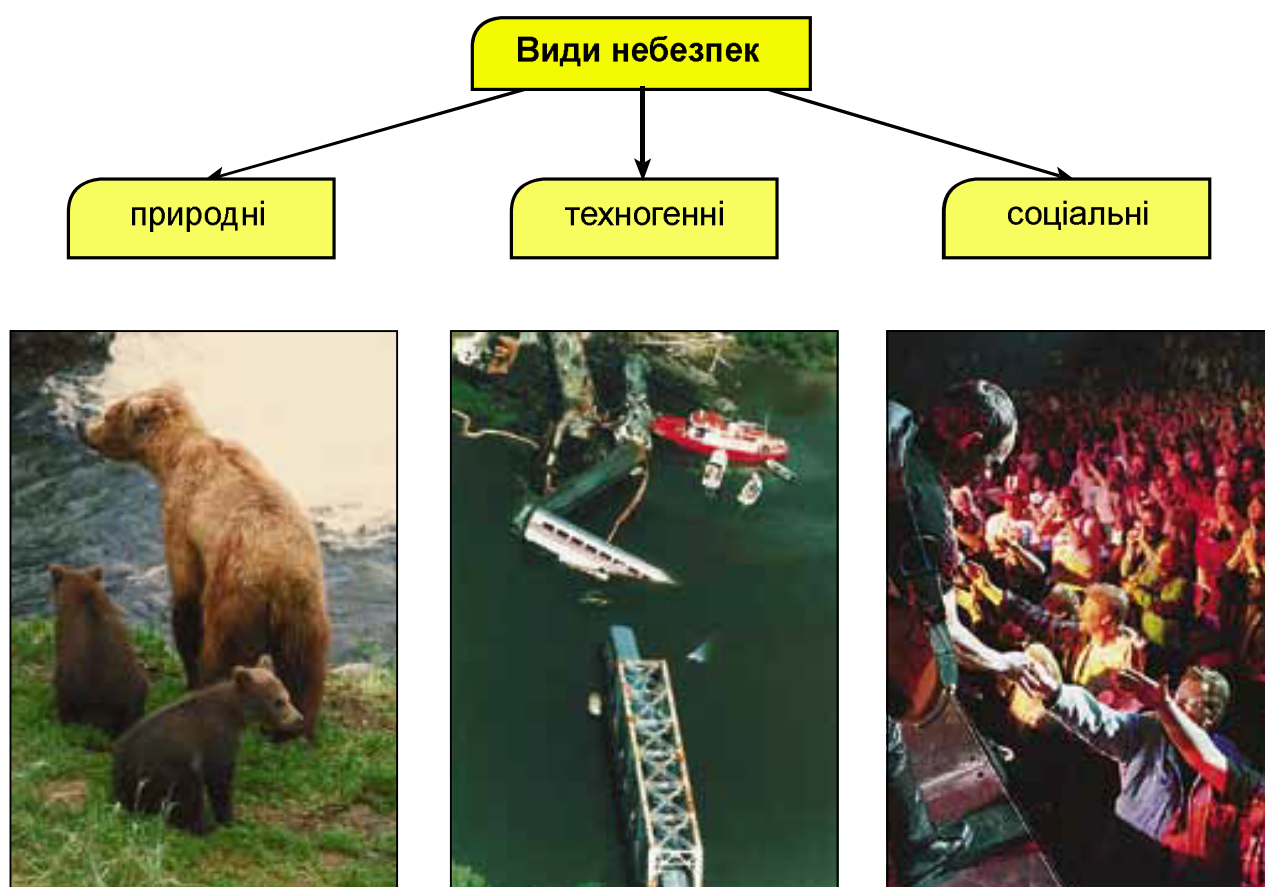 Види небезпек
природні
техногенні
соціальні